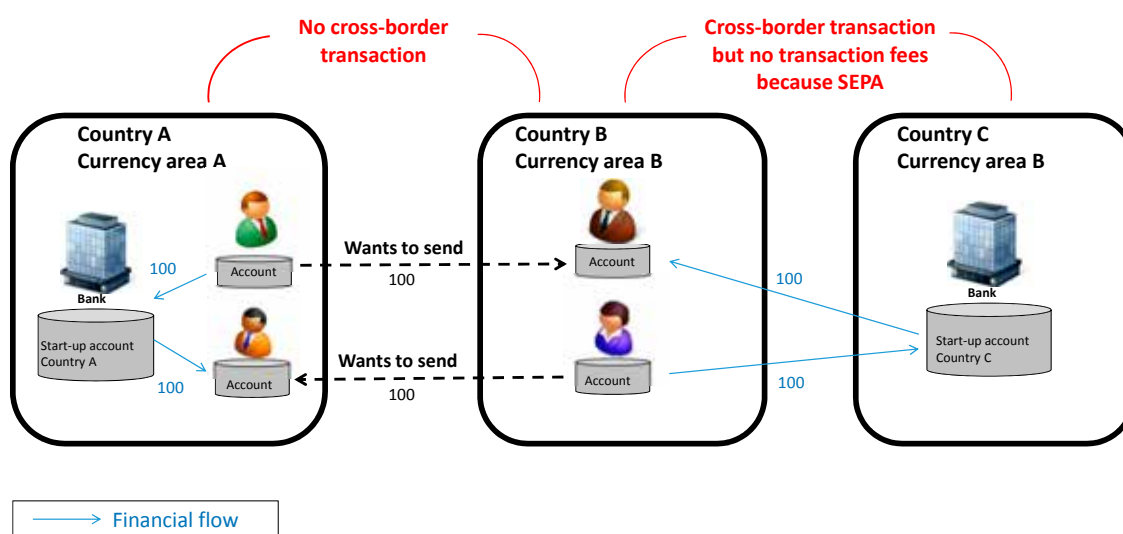 No cross-border
transaction
Cross-border transaction
but no transaction fees
because SEPA
Country A
Currency area A
Country B
Currency area B
Country C
Currency area B
Wants to send
100
Account
Account
100
100
Bank
Bank
Start-up account
Country A
Start-up account
Country C
Wants to send
100
Account
Account
100
100
Financial flow